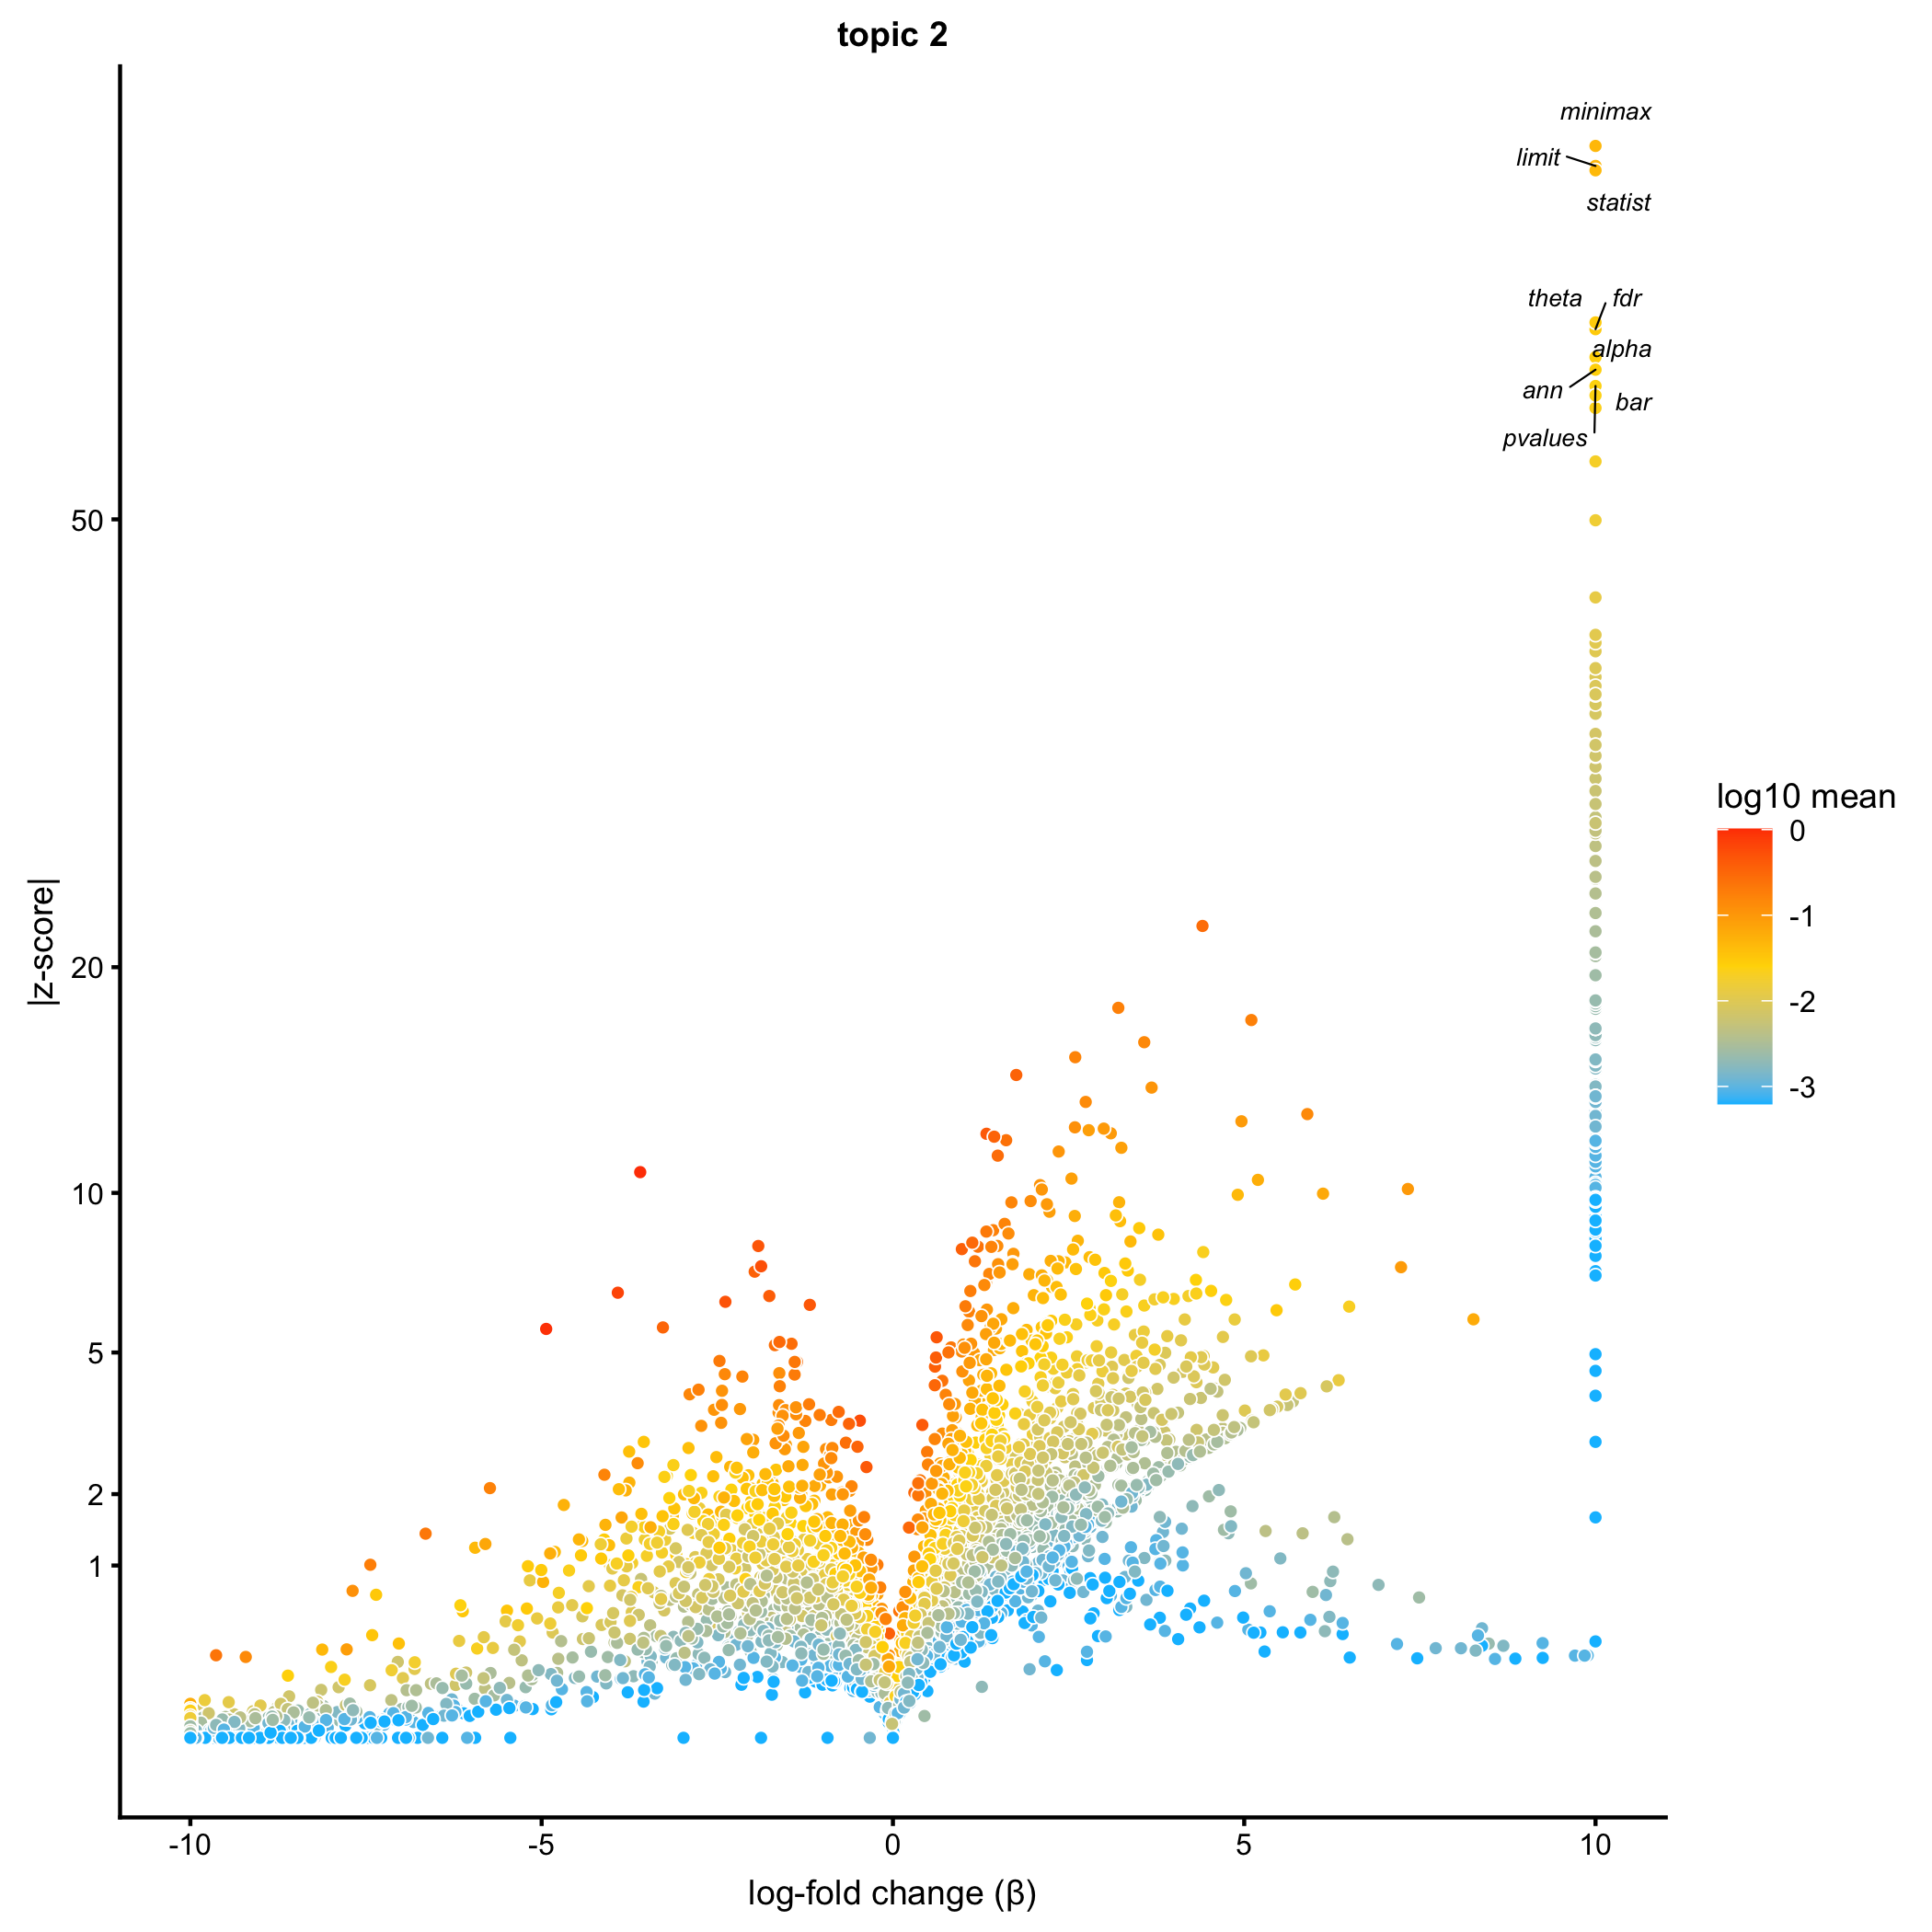 topic 2
minimax
limit
statist
theta
fdr
alpha
ann
bar
pvalues
50
20
10
5
2
1
|z-score|
-10
-5
0
5
10
log-fold change (β)
log10 mean
0
-1
-2
-3